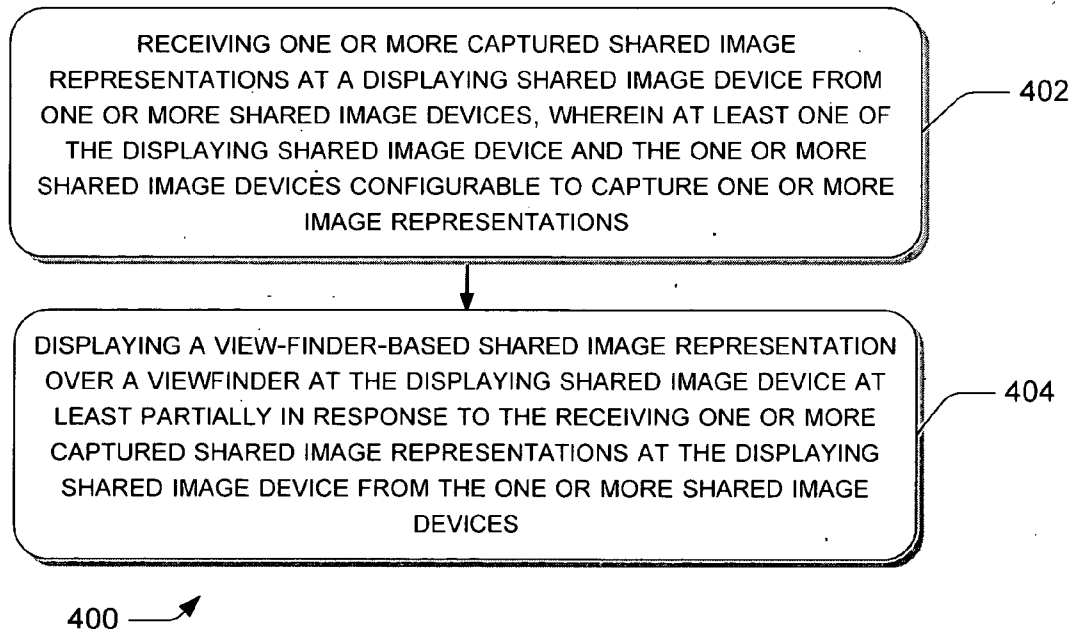 RECEIVING ONE OR MORE CAPTURED SHARED IMAGE
REPRESENTATIONS AT A DISPLAYING SHARED IMAGE DEVICE FROM
ONE OR MORE SHARED IMAGE DEVICES, WHEREIN AT LEAST ONE OF
THE DISPLAYING SHARED IMAGE DEVICE AND THE ONE OR MORE
SHARED IMAGE DEVICES CONFIGURABLE TO CAPTURE ONE OR MORE
IMAGE REPRESENTATIONS
402
DISPLAYING A VIEW-FINDER-BASED SHARED IMAGE REPRESENTATION
OVER A VIEWFINDER AT THE DISPLAYING SHARED IMAGE DEVICE AT
LEAST PARTIALLY IN RESPONSE TO THE RECEIVING ONE OR MORE
CAPTURED SHARED IMAGE REPRESENTATIONS AT THE DISPLAYING
SHARED IMAGE DEVICE FROM THE ONE OR MORE SHARED IMAGE
DEVICES
404
400